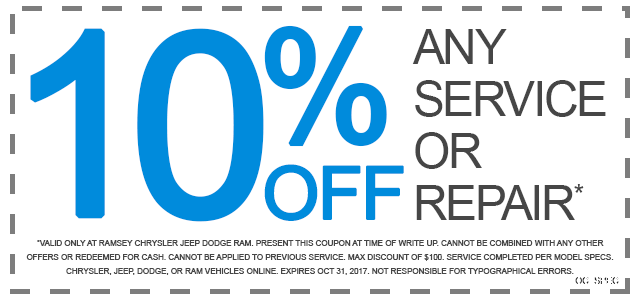 10% OFF
ANY
SERVICE
OR
REPAIR*
*VALID ONLY AT RAMSEY CHRYSLER JEEP DODGE RAM. PRESENT THIS COUPON AT TIME OF WRITE UP. CANNOT BE COMBINED WITH ANY OTHER
OFFERS OR REDEEMED FOR CASH. CANNOT BE APPLIED TO PREVIOUS SERVICE. MAX DISCOUNT OF $100. SERVICE COMPLETED PER MODEL SPECS.
CHRYSLER, JEEP, DODGE, OR RAM VEHICLES ONLINE. EXPIRES OCT 31, 2017. NOT RESPONSIBLE FOR TYPOGRAPHICAL ERRORS.
OG SPEG